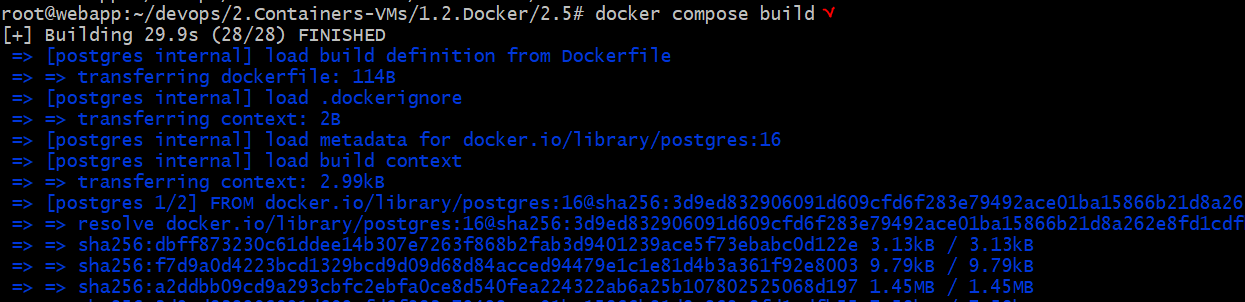 root@webapp:~/devops/2.Containers-VMs/1.2.Docker/2.5# docker compose build
[+] Building 29.9s (28/28) FINISHED
=> [postgres internal] load build definition from Dockerfile
=> => transferring dockerfile: 114B
=> [postgres internal] load .dockerignore
=> => transferring context: 2B
=> [postgres internal] load metadata for docker.io/library/postgres:16
=> [postgres internal] load build context
=> => transferring context: 2.99kB
=> [postgres 1/2] FROM docker.io/library/postgres:16@sha256:3d9ed832906091d609cfd6f283e79492ace01ba15866b21d8a26
=> => resolve docker.io/library/postgres:16@sha256:3d9ed832906091d609cfd6f283e79492ace01ba15866b21d8a262e8fd1cdf
=> => sha256:dbff873230c61ddee14b307e7263f868b2fab3d9401239ace5f73ebabc0d122e 3.13kB / 3.13kB
=> => sha256:f7d9a0d4223bcd1329bcd9d09d68d84acced94479e1c1e81d4b3a361f92e8003 9.79kB / 9.79kB
=> => sha256:a2ddbb09cd9a293cbfc2ebfa0ce8d540fea224322ab6a25b107802525068d197 1.45MB / 1.45MB